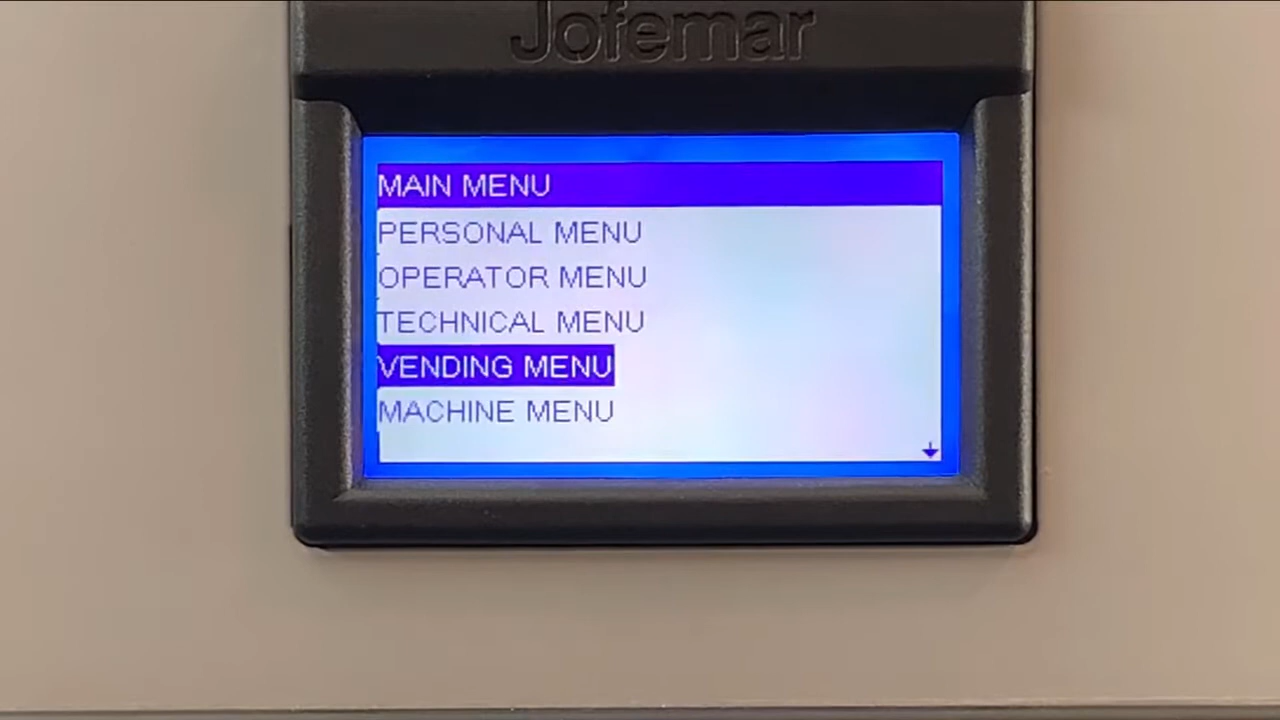 Jofemar
MAIN MENU
PERSONAL MENU
OPERATOR MENU
TECHNICAL MENU
VENDING MENU
MACHINE MENU